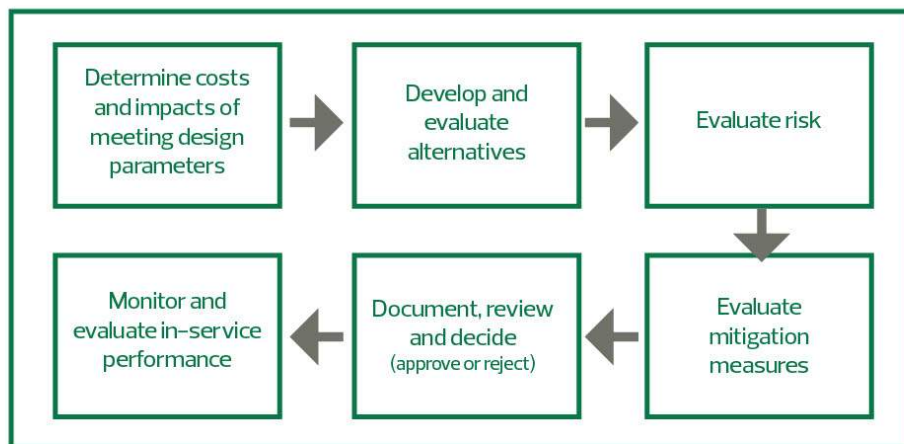 Determine costs
and impacts of
meeting design
parameters
Develop and
evaluate
alternatives
Evaluate risk
Evaluate
mitigation
measures
Document, review
and decide
(approve or reject)
Monitor and
evaluate in-service
performance